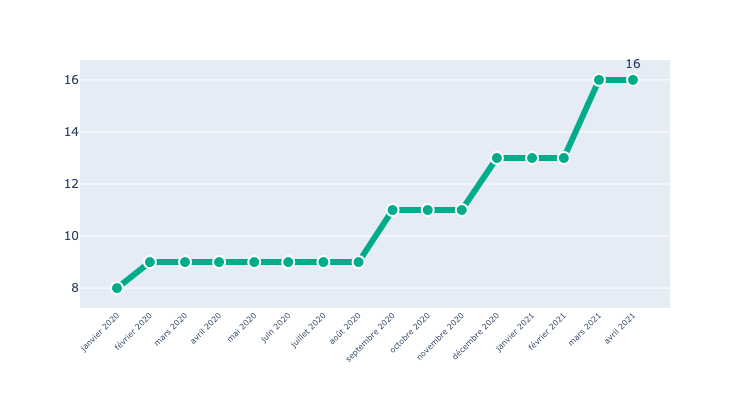 16
16
14
12
10
8
janvier 2020
février 2020
mars 2020
avril 2020
mai 2020
juin 2020
juillet 2020
août 2020
septembre 2020
octobre 2020
novembre 2020
décembre 2020
janvier 2021
février 2021
mars 2021
avril 2021